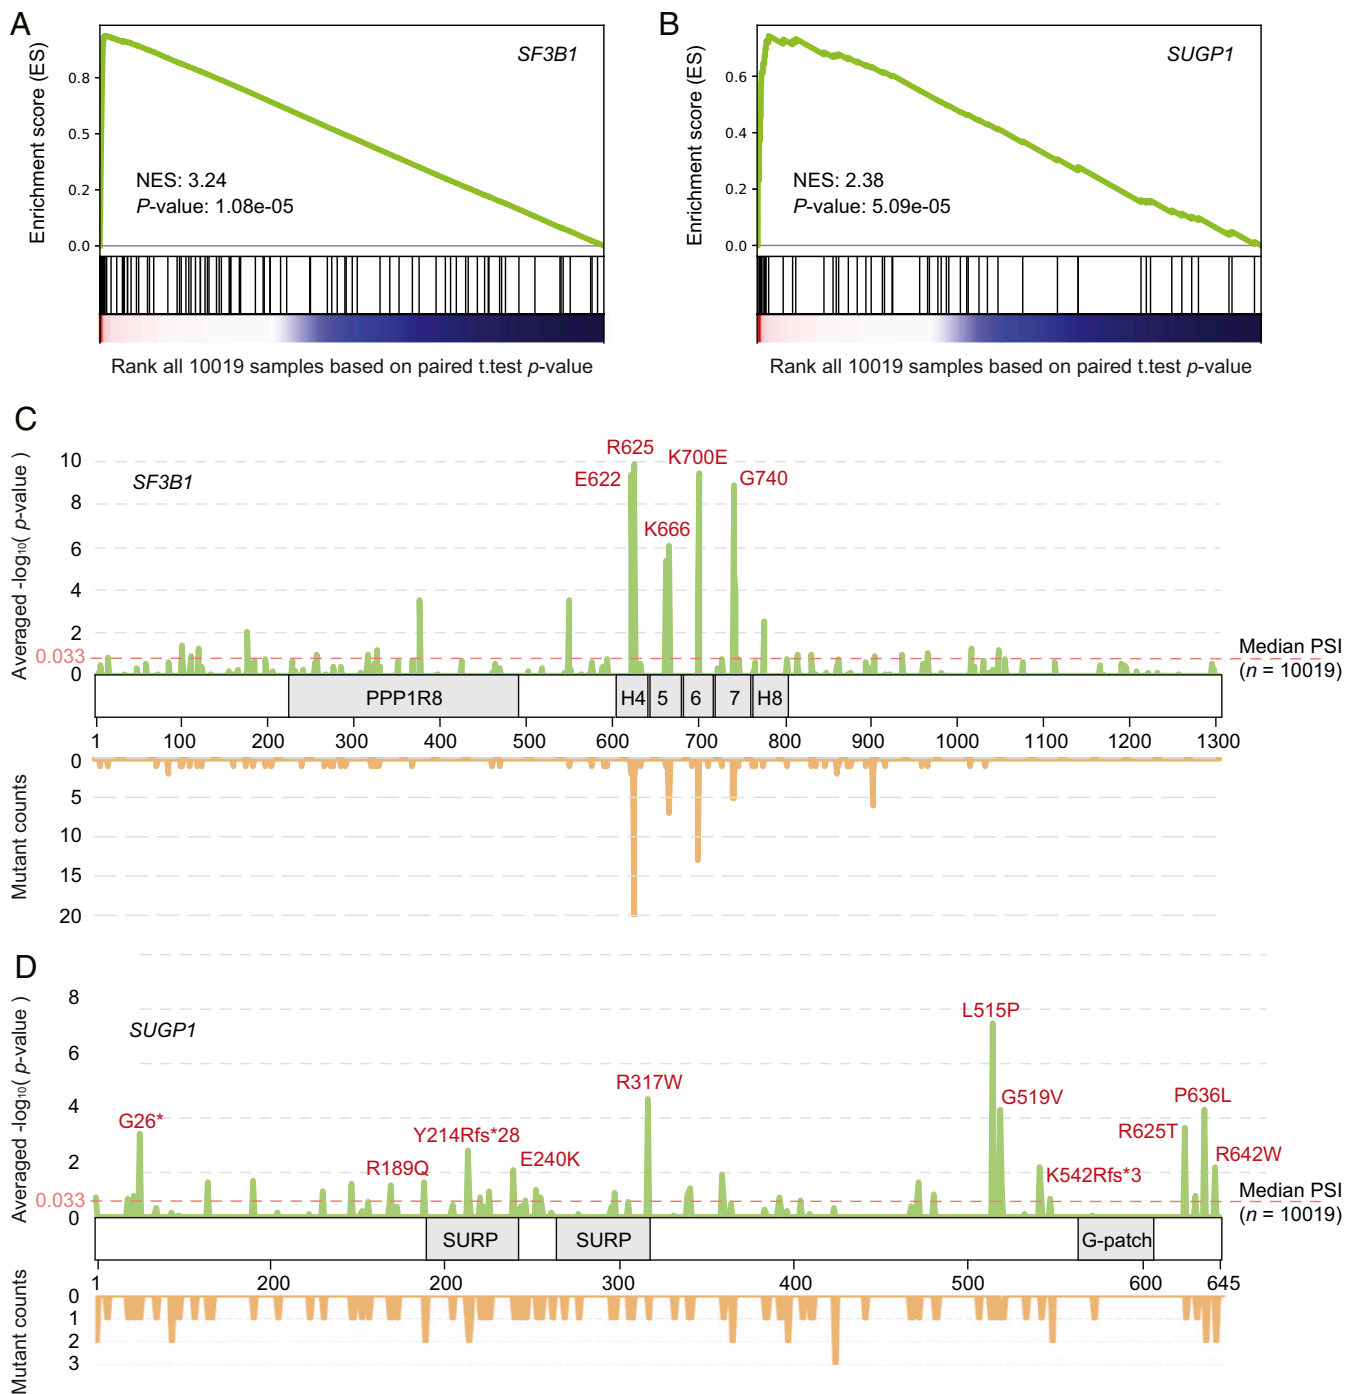 A
SF3B1
Enrichment score (ES)
0.8
0.5
0.2
0.0
NES: 3.24
P-value: 1.08e-05
Rank all 10019 samples based on paired t.test p-value
B
SUGP1
Enrichment score (ES)
0.6
0.4
0.2
0.0
NES: 2.38
P-value: 5.09e-05
Rank all 10019 samples based on paired t.test p-value
C
SF3B1
Averaged -log10( p-value )
10
8
6
4
2
0.033
0
E622
R625
K666
K700E
G740
Median PSI
(n = 10019)
PPP1R8
H4
5
6
7
H8
1 100 200 300 400 500 600 700 800 900 1000 1100 1200 1300
Mutant counts
0
5
10
15
20
D
SUGP1
Averaged -log10( p-value )
8
6
4
2
0.033
0
G26*
R189Q
Y214Rfs*28
E240K
R317W
L515P
G519V
K542Rfs*3
R625T
P636L
R642W
Median PSI
(n = 10019)
SURP
SURP
G-patch
1 200 200 300 400 500 600 645
Mutant counts
0
1
2
3